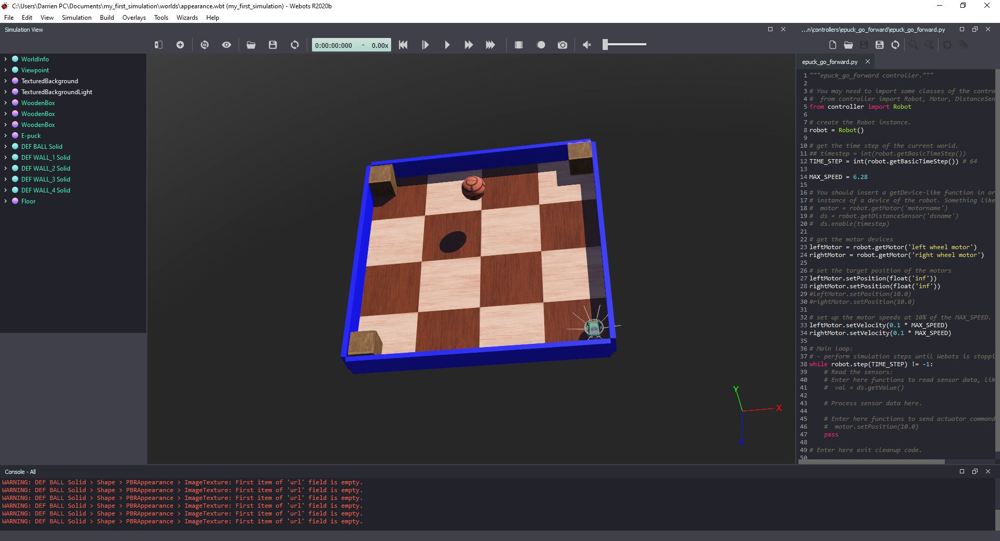 C:\Users\Darrien PC\Documents\my_first_simulation\worlds\appearance.wbt (my_first_simulation) - Webots R2020b
File Edit View Simulation Build Overlays Tools Wizards Help
Simulation View
...n\controllers\epuck_go_forward\epuck_go_forward.py
0:00:00:000 - 0.00x
WorldInfo
Viewpoint
TexturedBackground
TexturedBackgroundLight
WoodenBox
WoodenBox
WoodenBox
E-puck
DEF BALL Solid
DEF WALL_1 Solid
DEF WALL_2 Solid
DEF WALL_3 Solid
DEF WALL_4 Solid
Floor
Y
X
Z
epuck_go_forward.py
1 """epuck_go_forward controller."""
2
3 # You may need to import some classes of the contro
4 #  from controller import Robot, Motor, DistanceSen
5 from controller import Robot
6
7 # create the Robot instance.
8 robot = Robot()
9
10 # get the time step of the current world.
11 ## timestep = int(robot.getBasicTimeStep())
12 TIME_STEP = int(robot.getBasicTimeStep()) # 64
13
14 MAX_SPEED = 6.28
15
16 # You should insert a getDevice-like function in or
17 # instance of a device of the robot. Something like
18 #  motor = robot.getMotor('motorname')
19 #  ds = robot.getDistanceSensor('dsname')
20 #  ds.enable(timestep)
21
22 # get the motor devices
23 leftMotor = robot.getMotor('left wheel motor')
24 rightMotor = robot.getMotor('right wheel motor')
25
26 # set the target position of the motors
27 leftMotor.setPosition(float('inf'))
28 rightMotor.setPosition(float('inf'))
29 #leftMotor.setPosition(10.0)
30 #rightMotor.setPosition(10.0)
31
32 # set up the motor speeds at 10% of the MAX_SPEED.
33 leftMotor.setVelocity(0.1 * MAX_SPEED)
34 rightMotor.setVelocity(0.1 * MAX_SPEED)
35
36 # Main loop:
37 # - perform simulation steps until Webots is stoppi
38 while robot.step(TIME_STEP) != -1:
39     # Read the sensors:
40     # Enter here functions to read sensor data, lik
41     #  val = ds.getValue()
42
43     # Process sensor data here.
44
45     # Enter here functions to send actuator command
46     #  motor.setPosition(10.0)
47     pass
48
49 # Enter here exit cleanup code.
50
Console - All
WARNING: DEF BALL Solid > Shape > PBRAppearance > ImageTexture: First item of 'url' field is empty.
WARNING: DEF BALL Solid > Shape > PBRAppearance > ImageTexture: First item of 'url' field is empty.
WARNING: DEF BALL Solid > Shape > PBRAppearance > ImageTexture: First item of 'url' field is empty.
WARNING: DEF BALL Solid > Shape > PBRAppearance > ImageTexture: First item of 'url' field is empty.
WARNING: DEF BALL Solid > Shape > PBRAppearance > ImageTexture: First item of 'url' field is empty.
WARNING: DEF BALL Solid > Shape > PBRAppearance > ImageTexture: First item of 'url' field is empty.